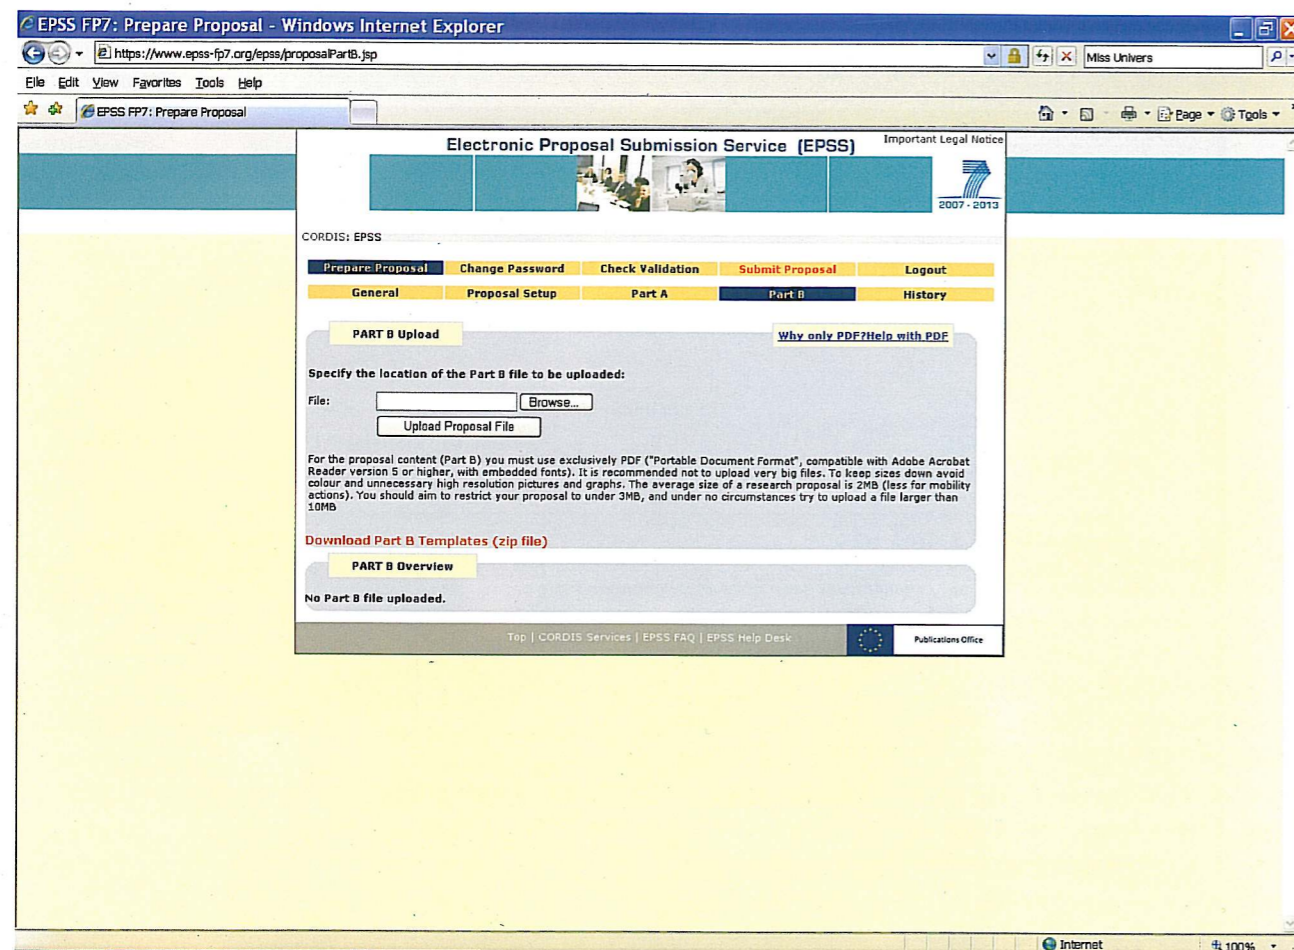 EPSS FP7: Prepare Proposal - Windows Internet Explorer
https://www.epss-fp7.org/epss/proposalPartB.jsp
Miss Univers
File Edit View Favorites Tools Help
EPSS FP7: Prepare Proposal
Page Tools
Electronic Proposal Submission Service (EPSS)
Important Legal Notice
2007 - 2013
CORDIS: EPSS
Prepare Proposal Change Password Check Validation Submit Proposal Logout
General Proposal Setup Part A Part B History
PART B Upload
Why only PDF?Help with PDF
Specify the location of the Part B file to be uploaded:
File: Browse...
Upload Proposal File
For the proposal content (Part B) you must use exclusively PDF ("Portable Document Format", compatible with Adobe Acrobat
Reader version 5 or higher, with embedded fonts). It is recommended not to upload very big files. To keep sizes down avoid
colour and unnecessary high resolution pictures and graphs. The average size of a research proposal is 2MB (less for mobility
actions). You should aim to restrict your proposal to under 3MB, and under no circumstances try to upload a file larger than
10MB
Download Part B Templates (zip file)
PART B Overview
No Part B file uploaded.
Top | CORDIS Services | EPSS FAQ | EPSS Help Desk
Publications Office
Internet
100%